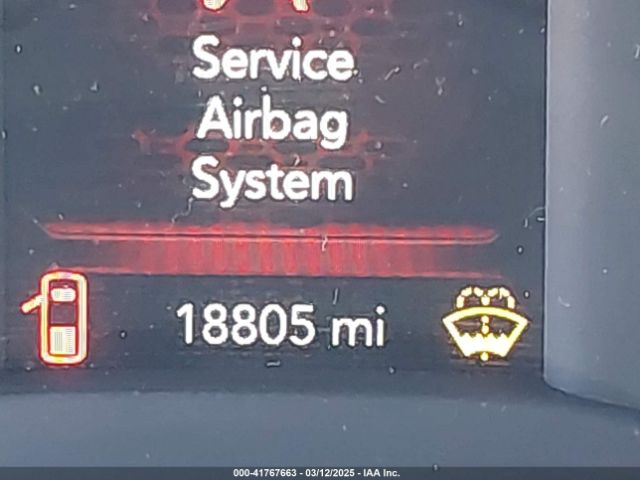 Service
Airbag
System
18805 mi
000-41767663 - 03/12/2025 - IAA Inc.